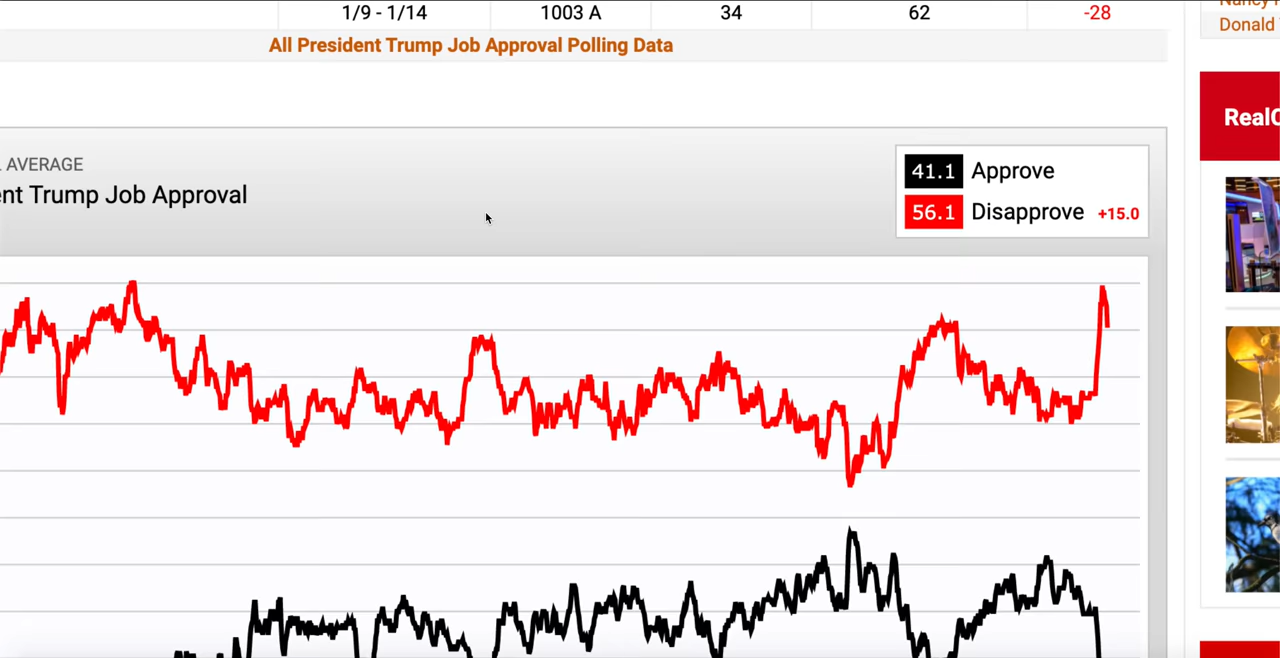 1/9 - 1/14 1003 A 34 62 -28
Donald
All President Trump Job Approval Polling Data
RealC
AVERAGE
nt Trump Job Approval
41.1 Approve
56.1 Disapprove +15.0